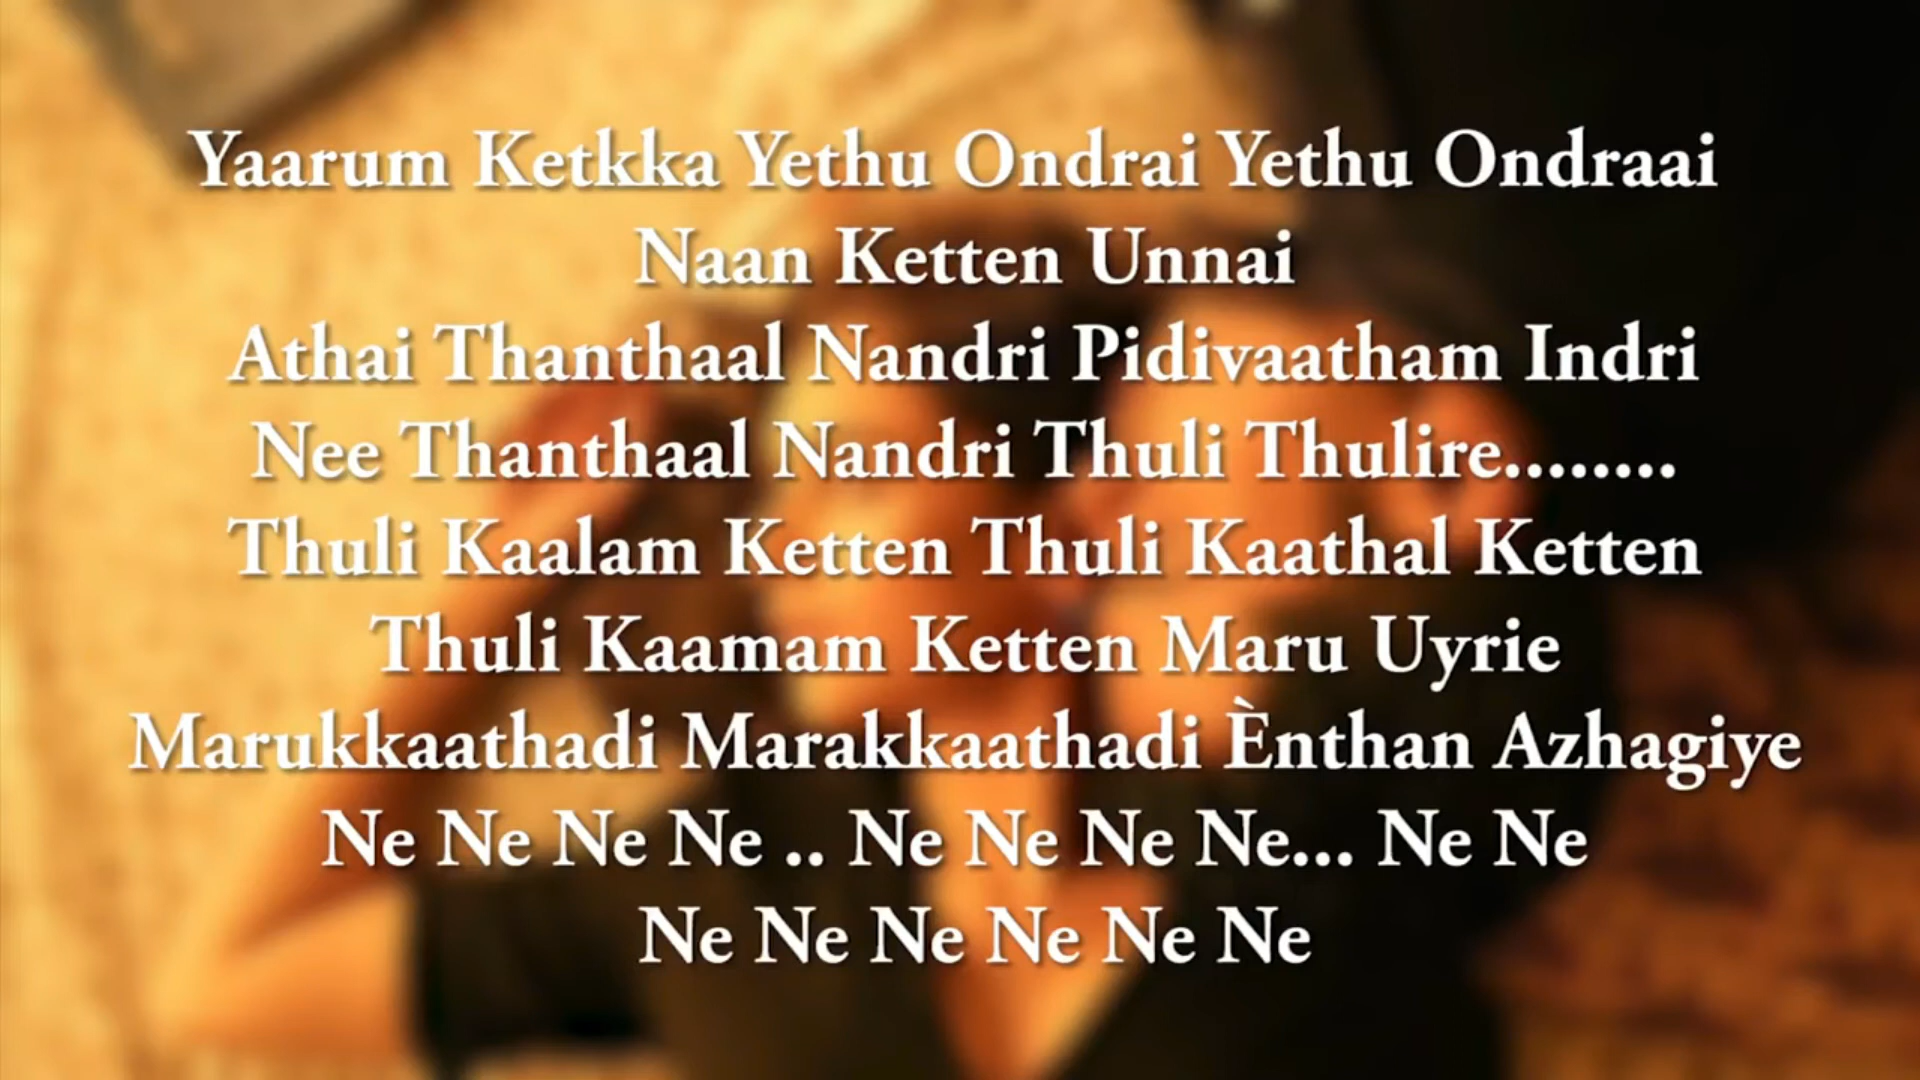 Yaarum Ketkka Yethu Ondrai Yethu Ondraai
Naan Ketten Unnai
Athai Thanthaal Nandri Pidivaatham Indri
Nee Thanthaal Nandri Thuli Thulire........
Thuli Kaalam Ketten Thuli Kaathal Ketten
Thuli Kaamam Ketten Maru Uyrie
Marukkaathadi Marakkaathadi Ènthan Azhagiye
Ne Ne Ne Ne .. Ne Ne Ne Ne... Ne Ne
Ne Ne Ne Ne Ne Ne